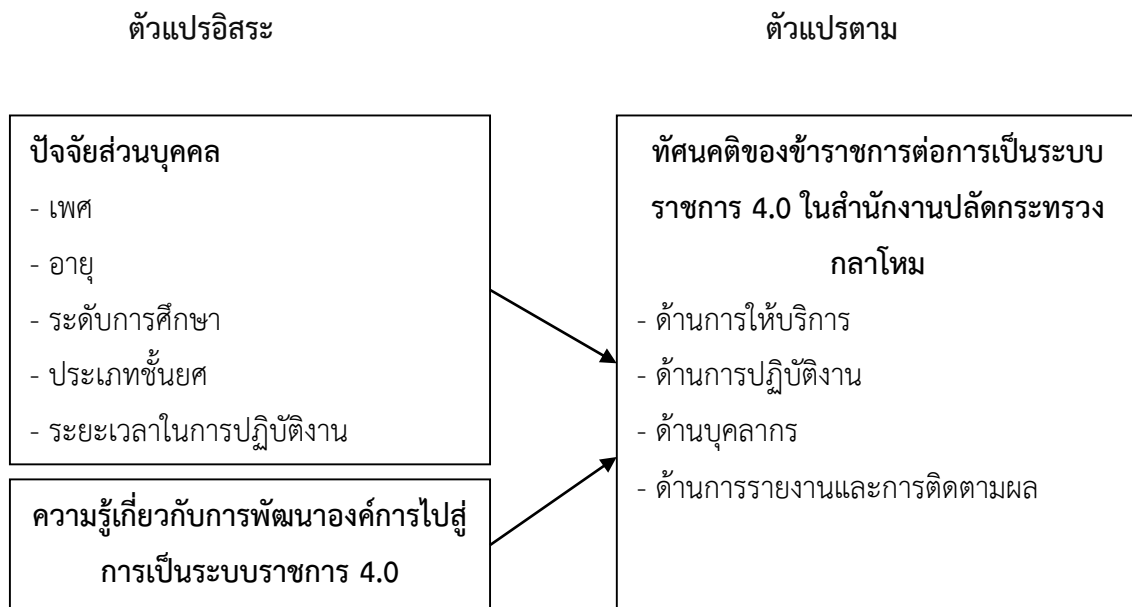 ตัวแปรอิสระ
ตัวแปรตาม
ปัจจัยส่วนบุคคล
- เพศ
- อายุ
- ระดับการศึกษา
- ประเภทชั้นยศ
- ระยะเวลาในการปฏิบัติงาน
ความรู้เกี่ยวกับการพัฒนาองค์การไปสู่
การเป็นระบบราชการ 4.0
ทัศนคติของข้าราชการต่อการเป็นระบบ
ราชการ 4.0 ในสำนักงานปลัดกระทรวง
กลาโหม
- ด้านการให้บริการ
- ด้านการปฏิบัติงาน
- ด้านบุคลากร
- ด้านการรายงานและการติดตามผล